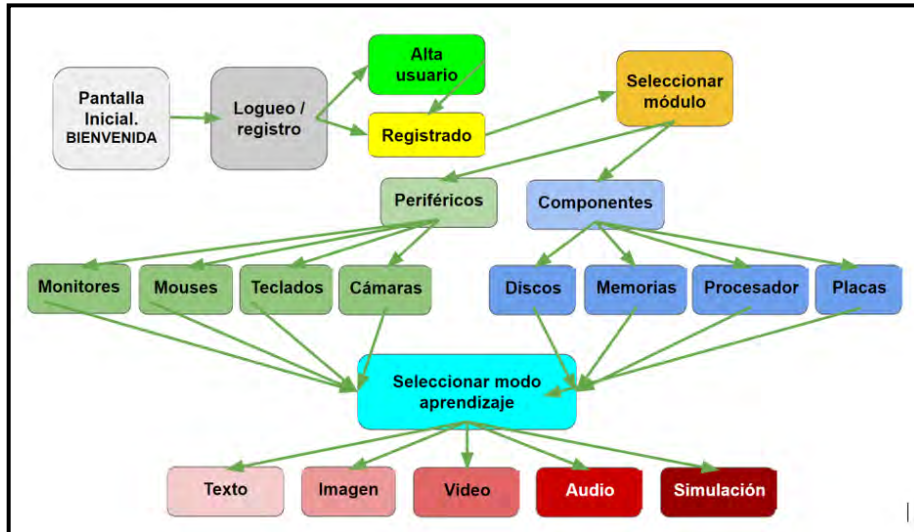 Pantalla
Inicial.
BIENVENIDA
Logueo /
registro
Alta
usuario
Registrado
Seleccionar
módulo
Periféricos
Componentes
Monitores
Mouses
Teclados
Cámaras
Discos
Memorias
Procesador
Placas
Seleccionar modo
aprendizaje
Texto
Imagen
Video
Audio
Simulación